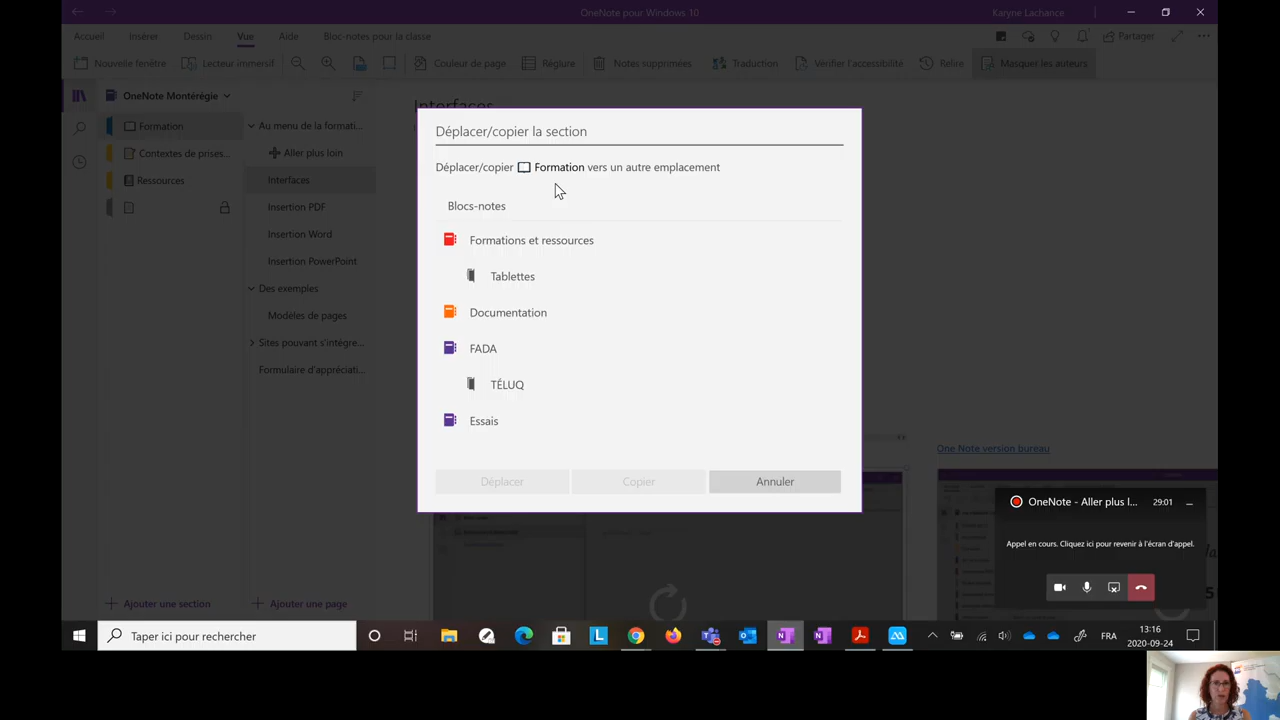 OneNote pour Windows 10
Karyne Lachance
Accueil Insérer Dessin Vue Aide Bloc-notes pour la classe
Partager
Nouvelle fenêtre Lecteur immersif Couleur de page Réglure Notes supprimées Traduction Vérifier l'accessibilité Relire Masquer les auteurs
OneNote Montérégie
Formation
Contextes de prises...
Ressources
Au menu de la formati...
Aller plus loin
Interfaces
Insertion PDF
Insertion Word
Insertion PowerPoint
Des exemples
Modèles de pages
Sites pouvant s'intégre...
Formulaire d'appréciati...
Interfaces
Déplacer/copier la section
Déplacer/copier Formation vers un autre emplacement
Blocs-notes
Formations et ressources
Tablettes
Documentation
FADA
TÉLUQ
Essais
Déplacer Copier Annuler
One Note version bureau
OneNote - Aller plus l... 29:01
Appel en cours. Cliquez ici pour revenir à l'écran d'appel.
Ajouter une section
Ajouter une page
Taper ici pour rechercher
FRA
13:16
2020-09-24